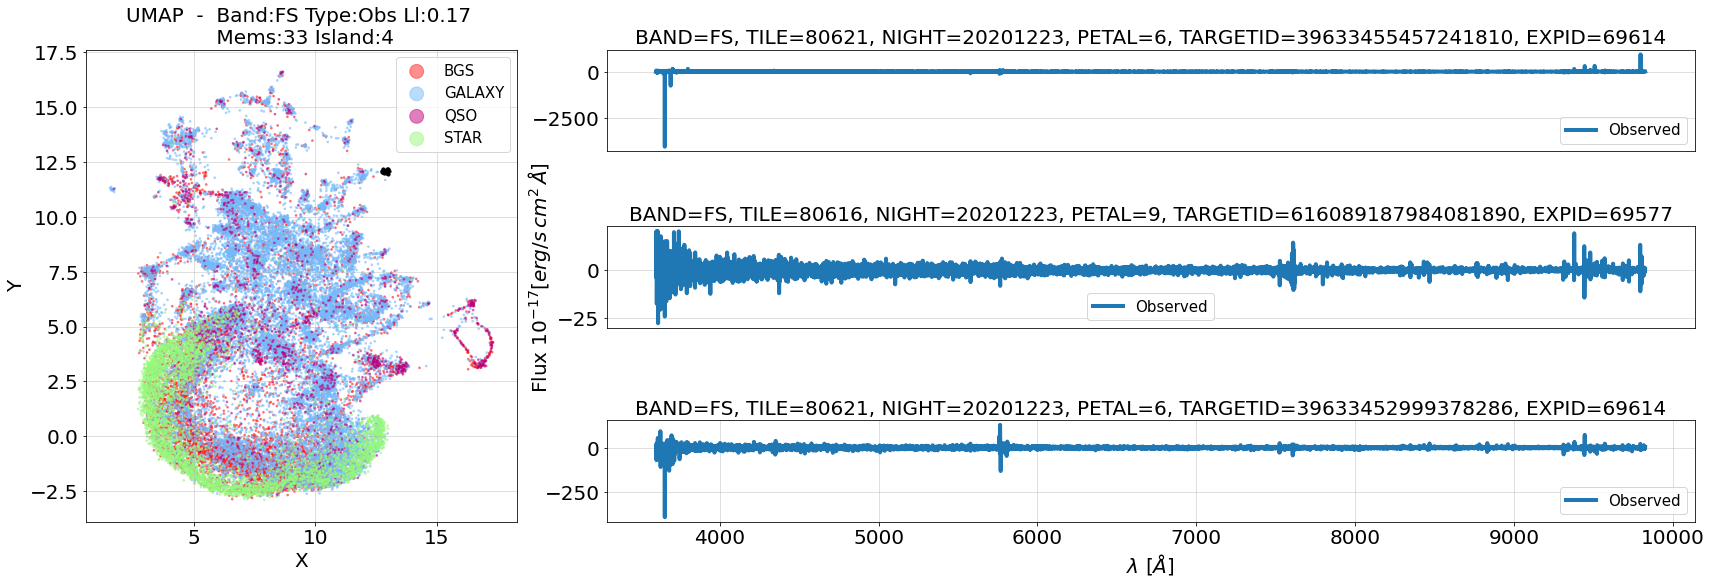 UMAP - Band:FS Type:Obs Ll:0.17
Mems:33 Island:4
17.5
15.0
12.5
10.0
7.5
5.0
2.5
0.0
−2.5
Y
5
10
15
X
BGS
GALAXY
QSO
STAR
BAND=FS, TILE=80621, NIGHT=20201223, PETAL=6, TARGETID=39633455457241810, EXPID=69614
0
−2500
Observed
BAND=FS, TILE=80616, NIGHT=20201223, PETAL=9, TARGETID=616089187984081890, EXPID=69577
0
−25
Observed
Flux 10⁻¹⁷[erg/s cm² Å]
BAND=FS, TILE=80621, NIGHT=20201223, PETAL=6, TARGETID=39633452999378286, EXPID=69614
0
−250
Observed
4000
5000
6000
7000
8000
9000
10000
λ [Å]